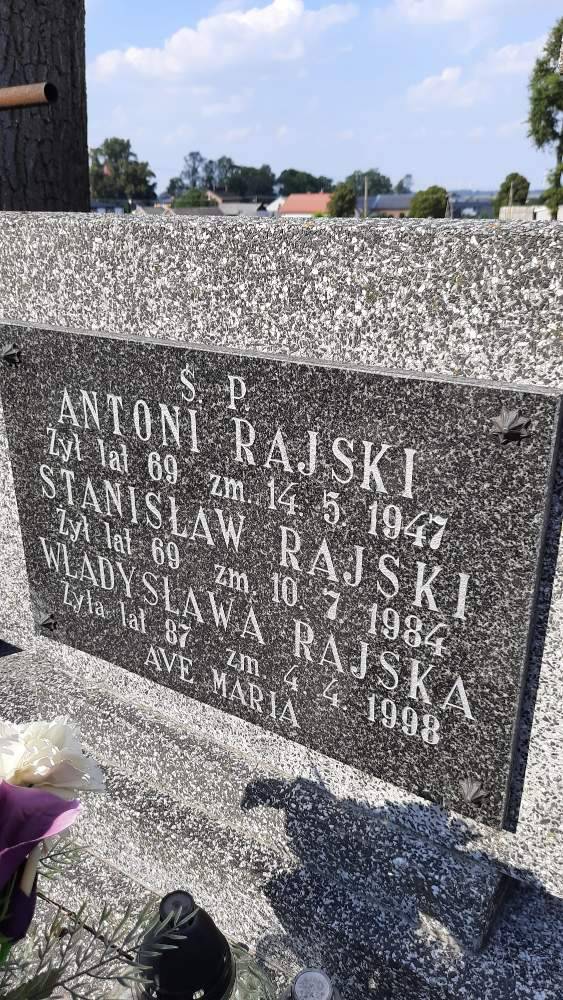 Ś. P.
ANTONI RAJSKI
Żył lat 69 zm. 14. 5. 1947
STANISŁAW RAJSKI
Żył lat 69 zm. 10. 7. 1984
WŁADYSŁAWA RAJSKA
Żyła lat 87 zm 4 4. 1998
AVE MARIA